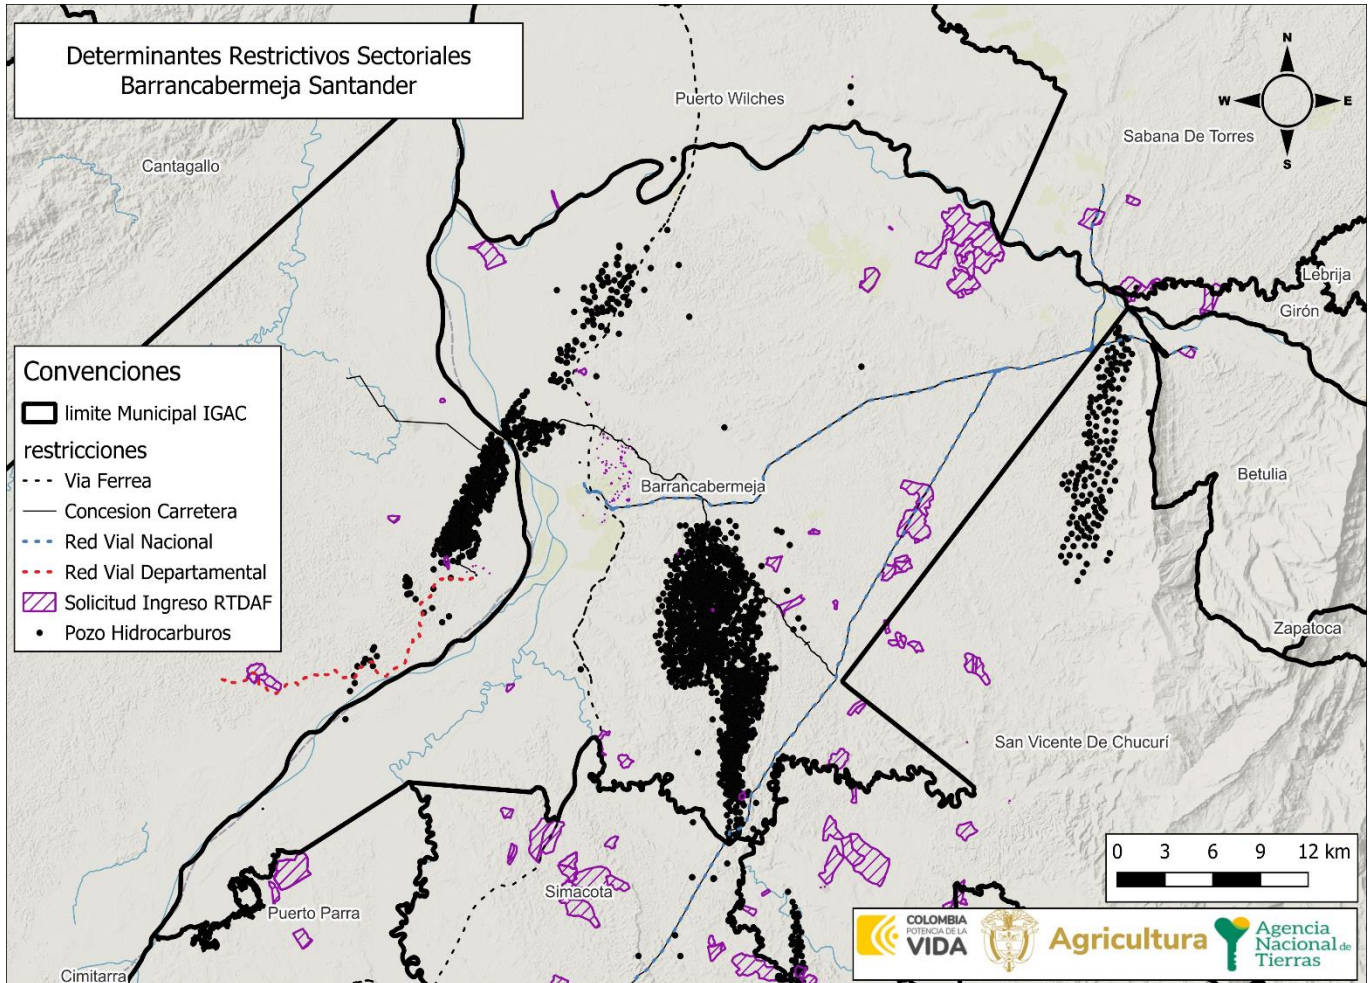 Determinantes Restrictivos Sectoriales
Barrancabermeja Santander
N
W
E
S
Puerto Wilches
Sabana De Torres
Cantagallo
Lebrija
Girón
Convenciones
limite Municipal IGAC
restricciones
Via Ferrea
Concesion Carretera
Red Vial Nacional
Red Vial Departamental
Solicitud Ingreso RTDAF
Pozo Hidrocarburos
Barrancabermeja
Betulia
Zapatoca
San Vicente De Chucurí
Simacota
Puerto Parra
Cimitarra
0 3 6 9 12 km
COLOMBIA
POTENCIA DE LA
VIDA
Agricultura
Agencia
Nacional de
Tierras